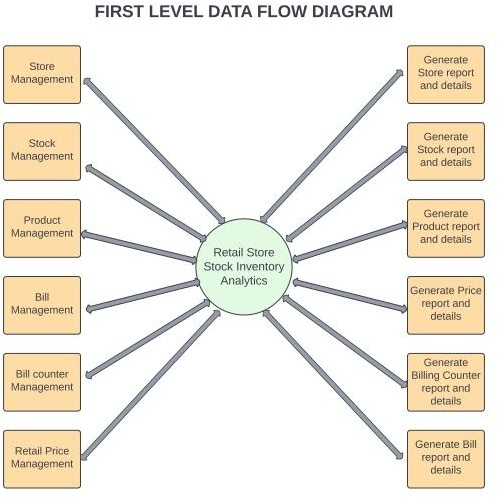 FIRST LEVEL DATA FLOW DIAGRAM
Store
Management
Stock
Management
Product
Management
Bill
Management
Bill counter
Management
Retail Price
Management
Retail Store
Stock Inventory
Analytics
Generate
Store report
and details
Generate
Stock report
and details
Generate
Product report
and details
Generate Price
report and
details
Generate
Billing Counter
report and
details
Generate Bill
report and
details